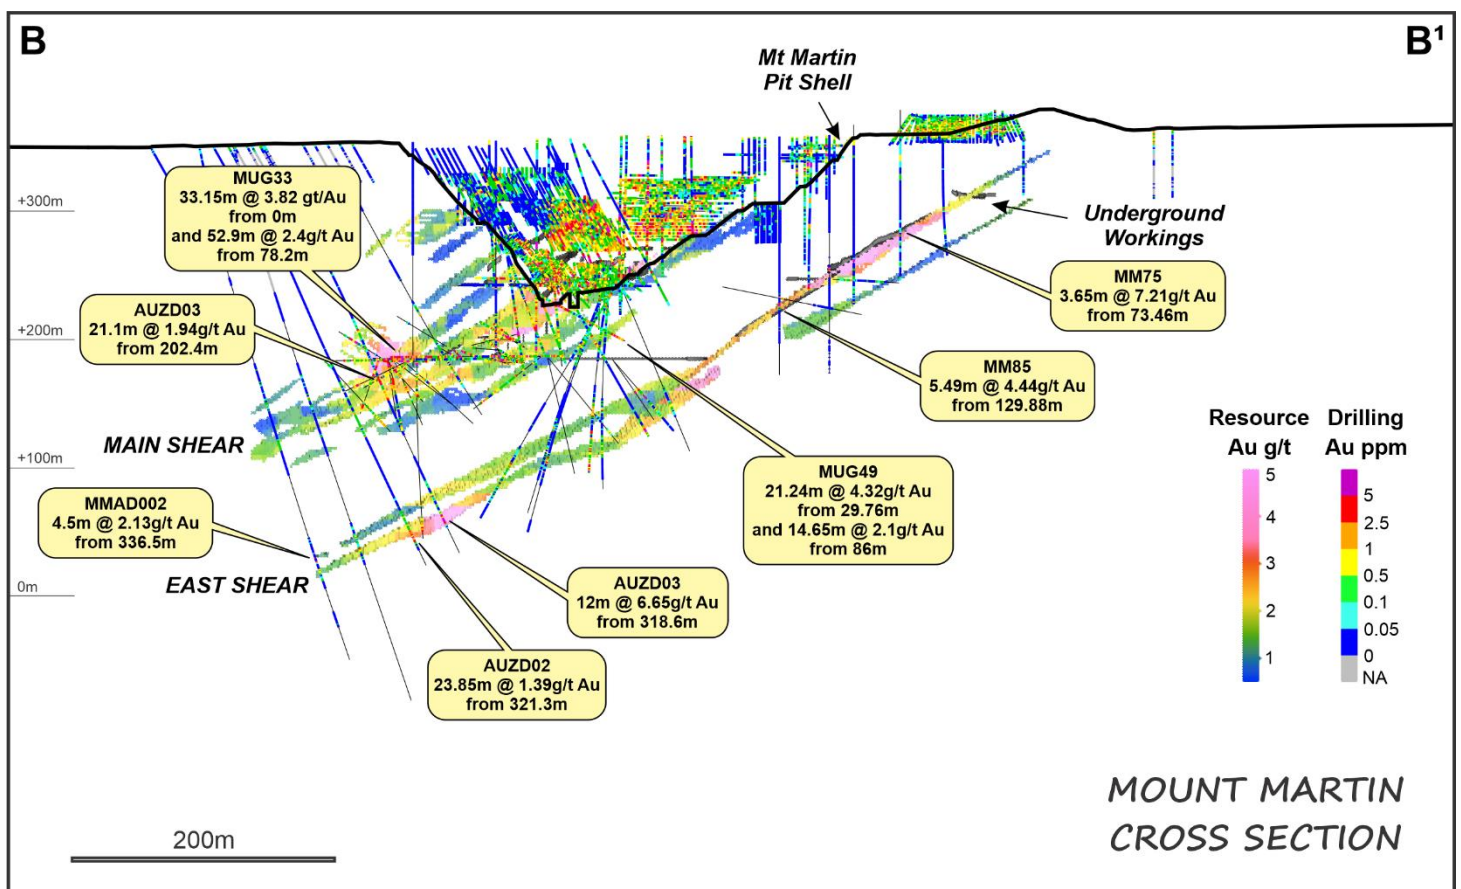 B
B¹
Mt Martin
Pit Shell
MUG33
33.15m @ 3.82 gt/Au
from 0m
and 52.9m @ 2.4g/t Au
from 78.2m
+300m
Underground
Workings
MM75
3.65m @ 7.21g/t Au
from 73.46m
AUZD03
21.1m @ 1.94g/t Au
from 202.4m
+200m
MM85
5.49m @ 4.44g/t Au
from 129.88m
MAIN SHEAR
+100m
MUG49
21.24m @ 4.32g/t Au
from 29.76m
and 14.65m @ 2.1g/t Au
from 86m
MMAD002
4.5m @ 2.13g/t Au
from 336.5m
EAST SHEAR
0m
AUZD03
12m @ 6.65g/t Au
from 318.6m
AUZD02
23.85m @ 1.39g/t Au
from 321.3m
Resource
Au g/t
5
4
3
2
1
Drilling
Au ppm
5
2.5
1
0.5
0.1
0.05
0
NA
200m
MOUNT MARTIN
CROSS SECTION